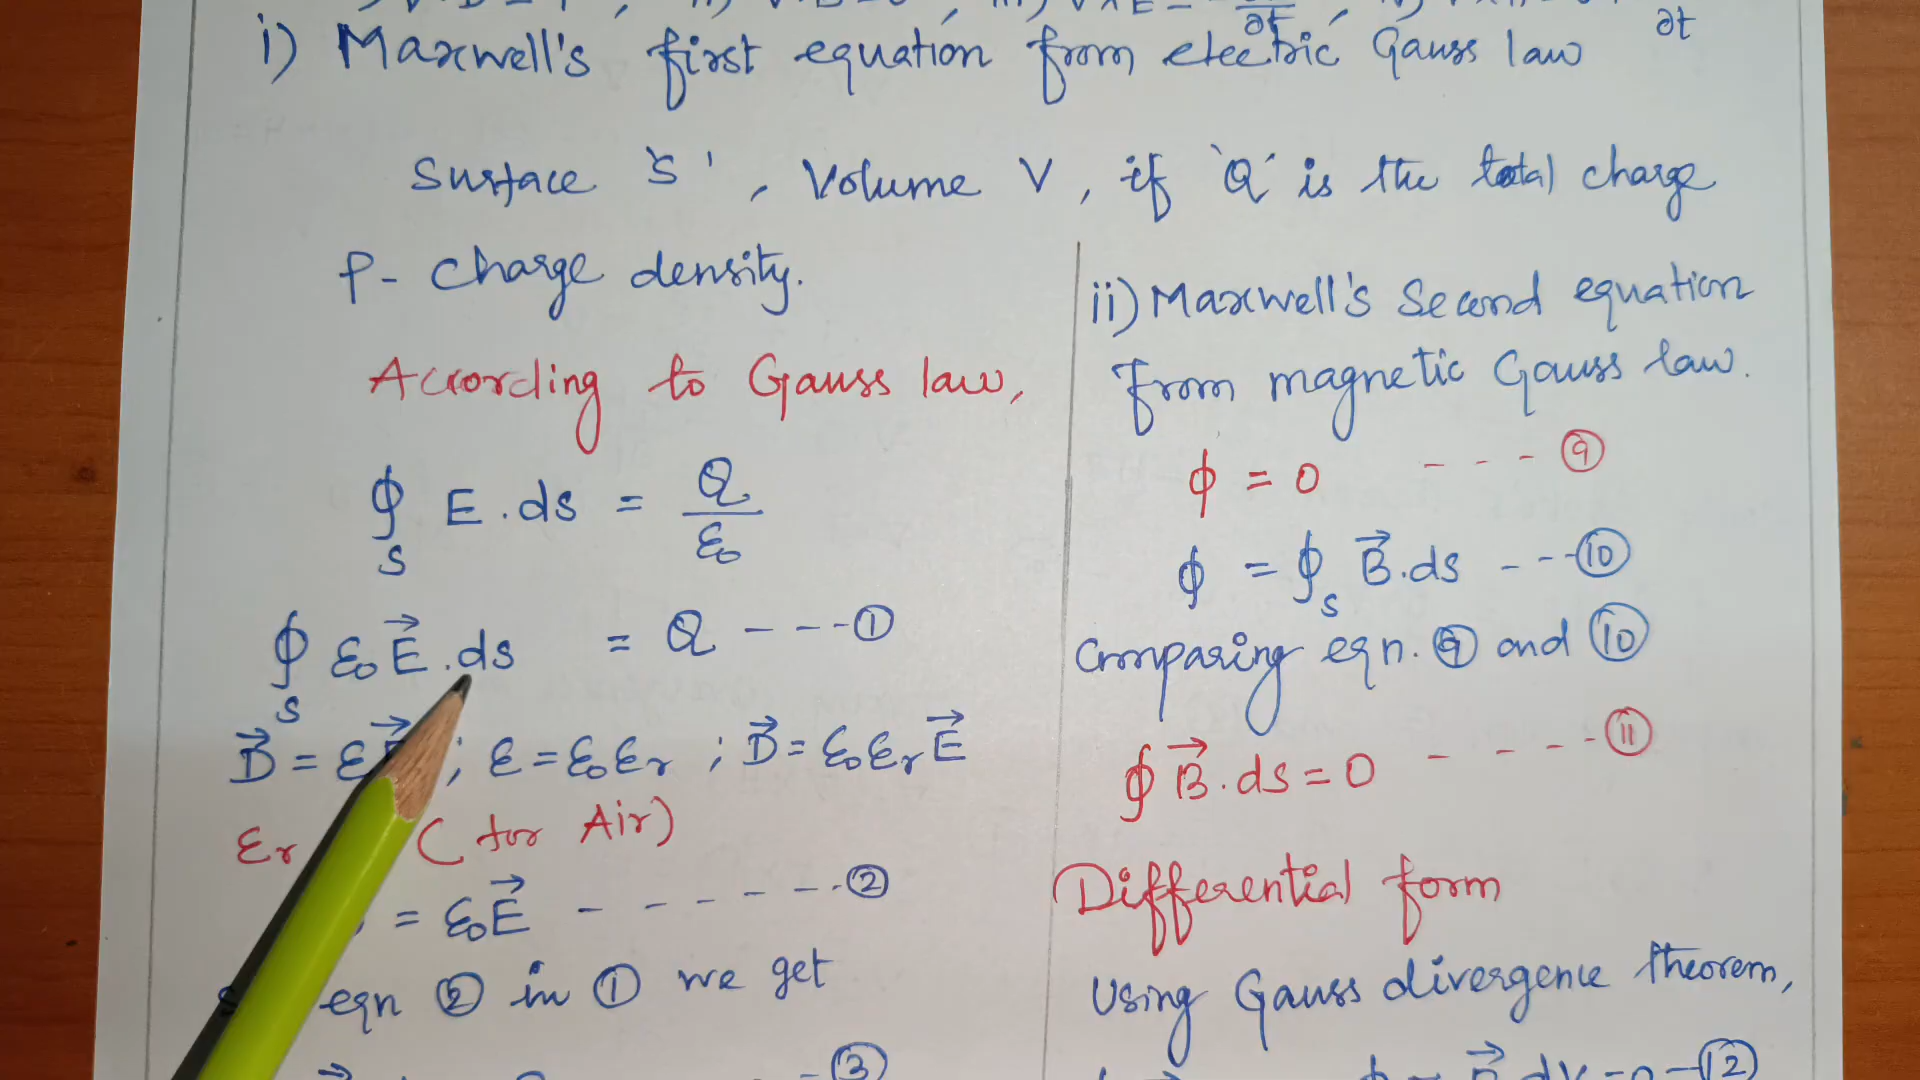 i) Maxwell's first equation from electric Gauss law
∂t
∂t
Surface 'S', Volume V, if 'Q' is the total charge
ρ - charge density.
According to Gauss law,
∮S E.ds = Q/ε₀
∮S ε₀E⃗.ds = Q ----①
D⃗ = εE⃗ ; ε = ε₀εr ; D⃗ = ε₀εrE⃗
εr (for Air)
= ε₀E⃗ ------②
eqn ② in ① we get
③
ii) Maxwell's Second equation
from magnetic Gauss law.
ϕ = 0 ---⑨
ϕ = ∮S B⃗.ds ---⑩
Comparing eqn. ⑨ and ⑩
∮ B⃗.ds = 0 ----⑪
Differential form
Using Gauss divergence theorem,
dv = 0 -⑫